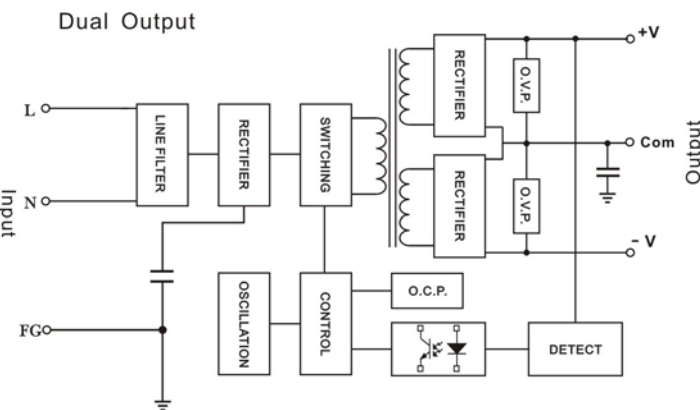 Dual Output
+V
RECTIFIER
O.V.P.
L
LINE FILTER
RECTIFIER
SWITCHING
Com
Output
N
Input
RECTIFIER
O.V.P.
- V
OSCILLATION
CONTROL
O.C.P.
FG
DETECT